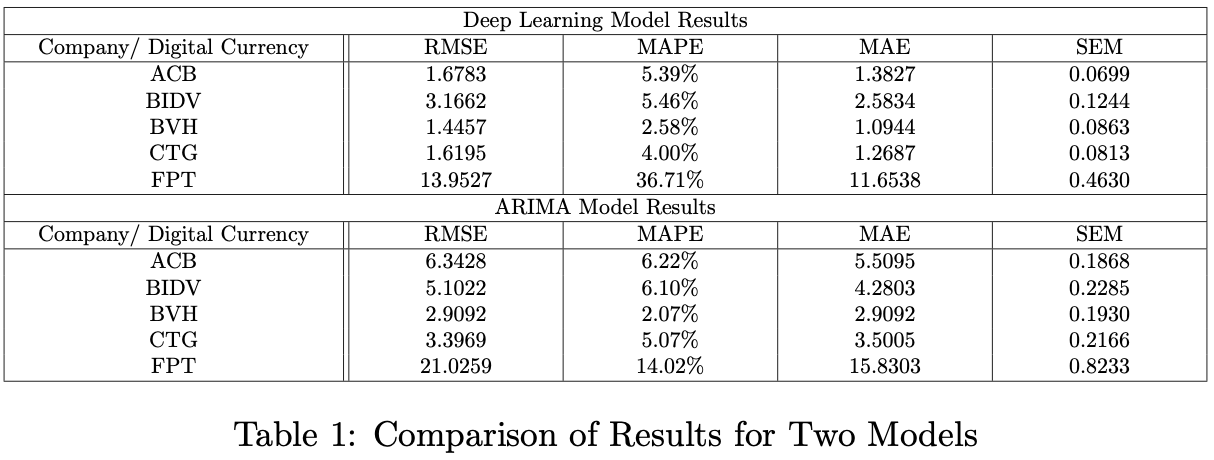 Deep Learning Model Results
Company/ Digital Currency RMSE MAPE MAE SEM
ACB 1.6783 5.39% 1.3827 0.0699
BIDV 3.1662 5.46% 2.5834 0.1244
BVH 1.4457 2.58% 1.0944 0.0863
CTG 1.6195 4.00% 1.2687 0.0813
FPT 13.9527 36.71% 11.6538 0.4630
ARIMA Model Results
Company/ Digital Currency RMSE MAPE MAE SEM
ACB 6.3428 6.22% 5.5095 0.1868
BIDV 5.1022 6.10% 4.2803 0.2285
BVH 2.9092 2.07% 2.9092 0.1930
CTG 3.3969 5.07% 3.5005 0.2166
FPT 21.0259 14.02% 15.8303 0.8233
Table 1: Comparison of Results for Two Models